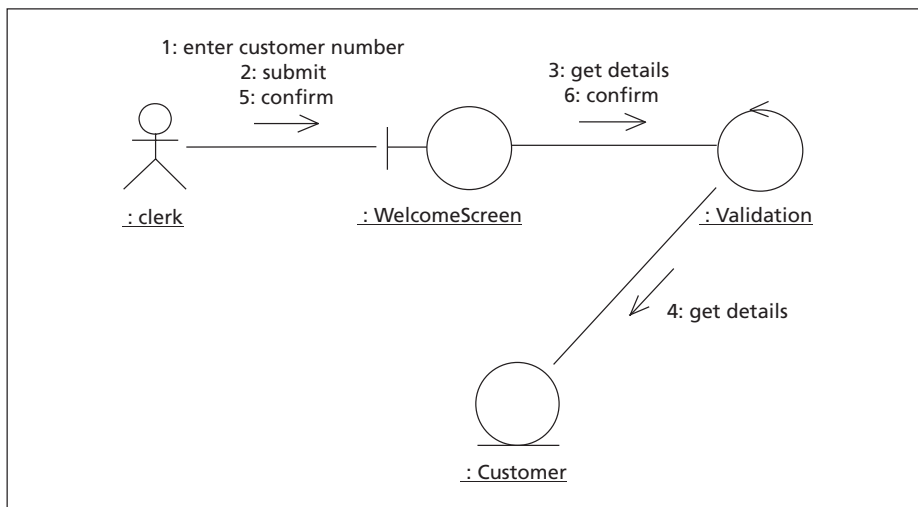 1: enter customer number
2: submit
5: confirm
3: get details
6: confirm
: clerk
: WelcomeScreen
: Validation
4: get details
: Customer